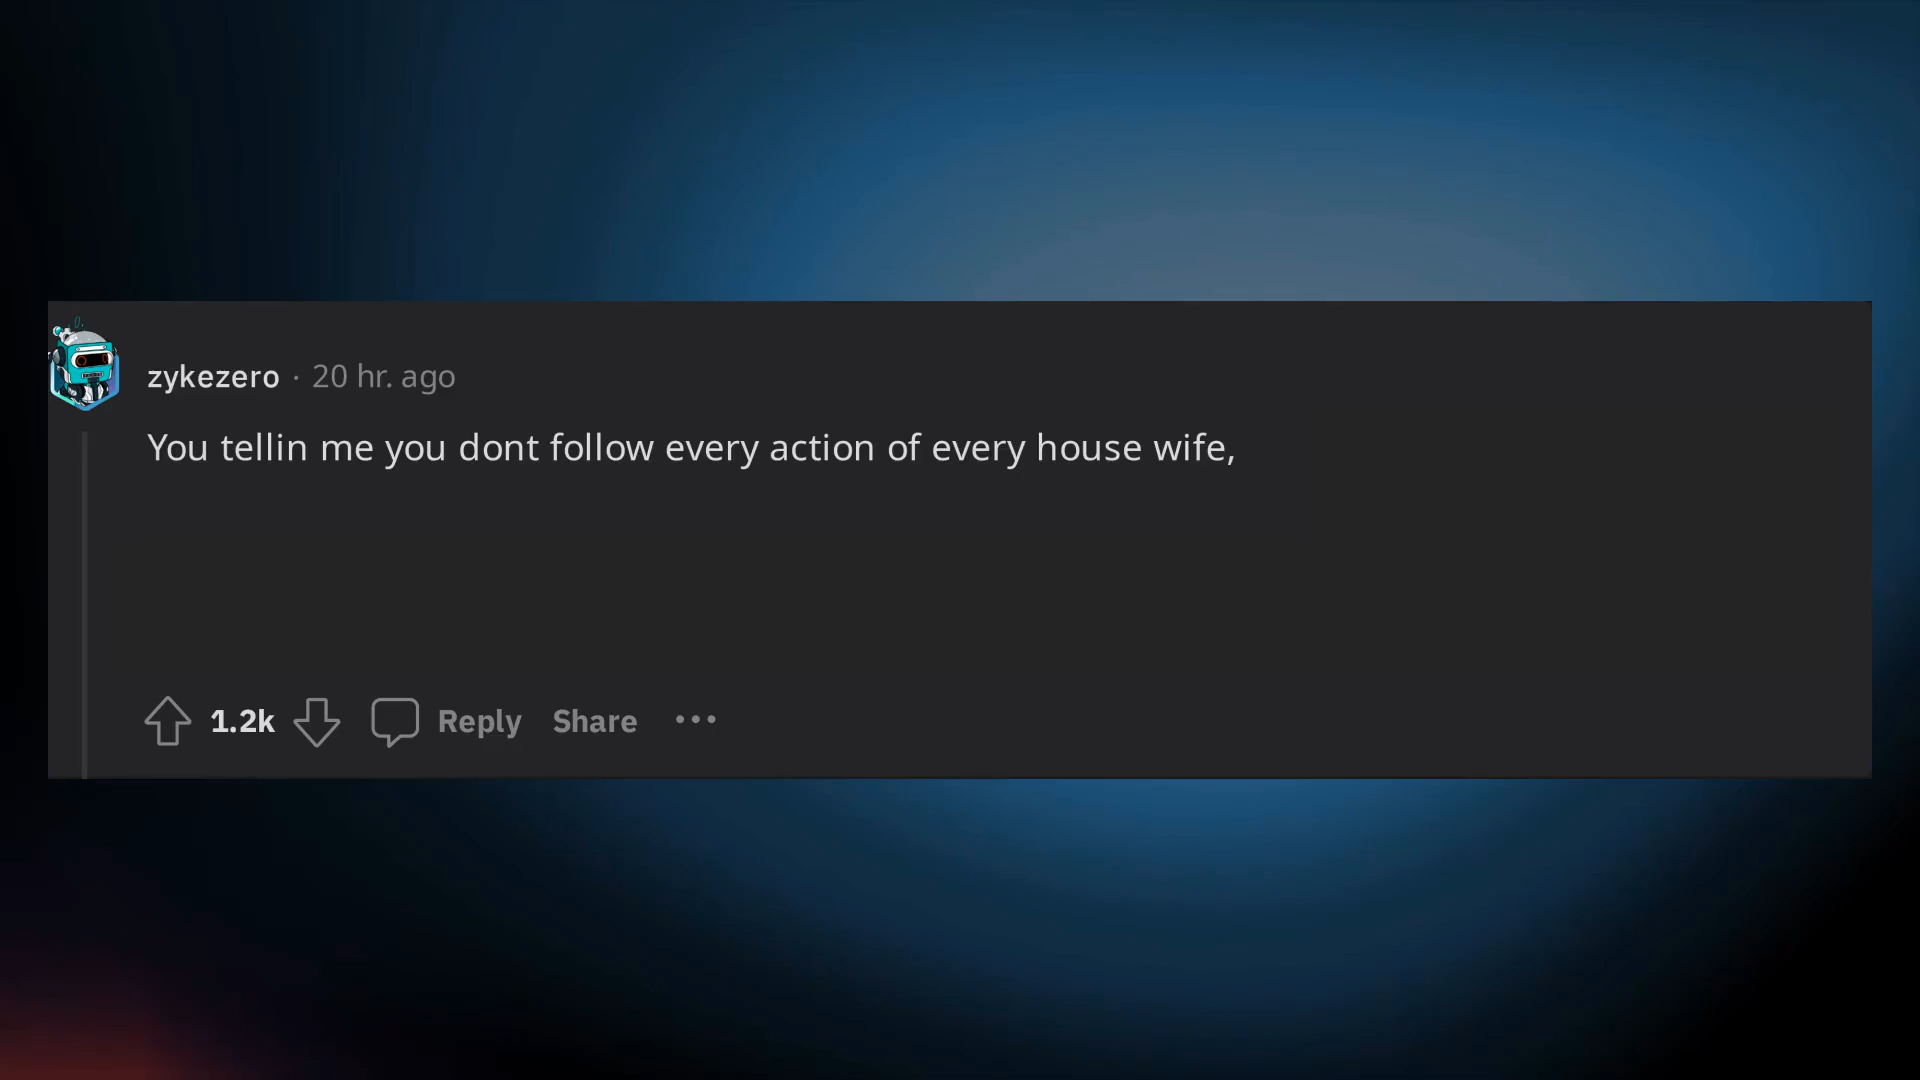 zykezero · 20 hr. ago
You tellin me you dont follow every action of every house wife,
1.2k Reply Share ...